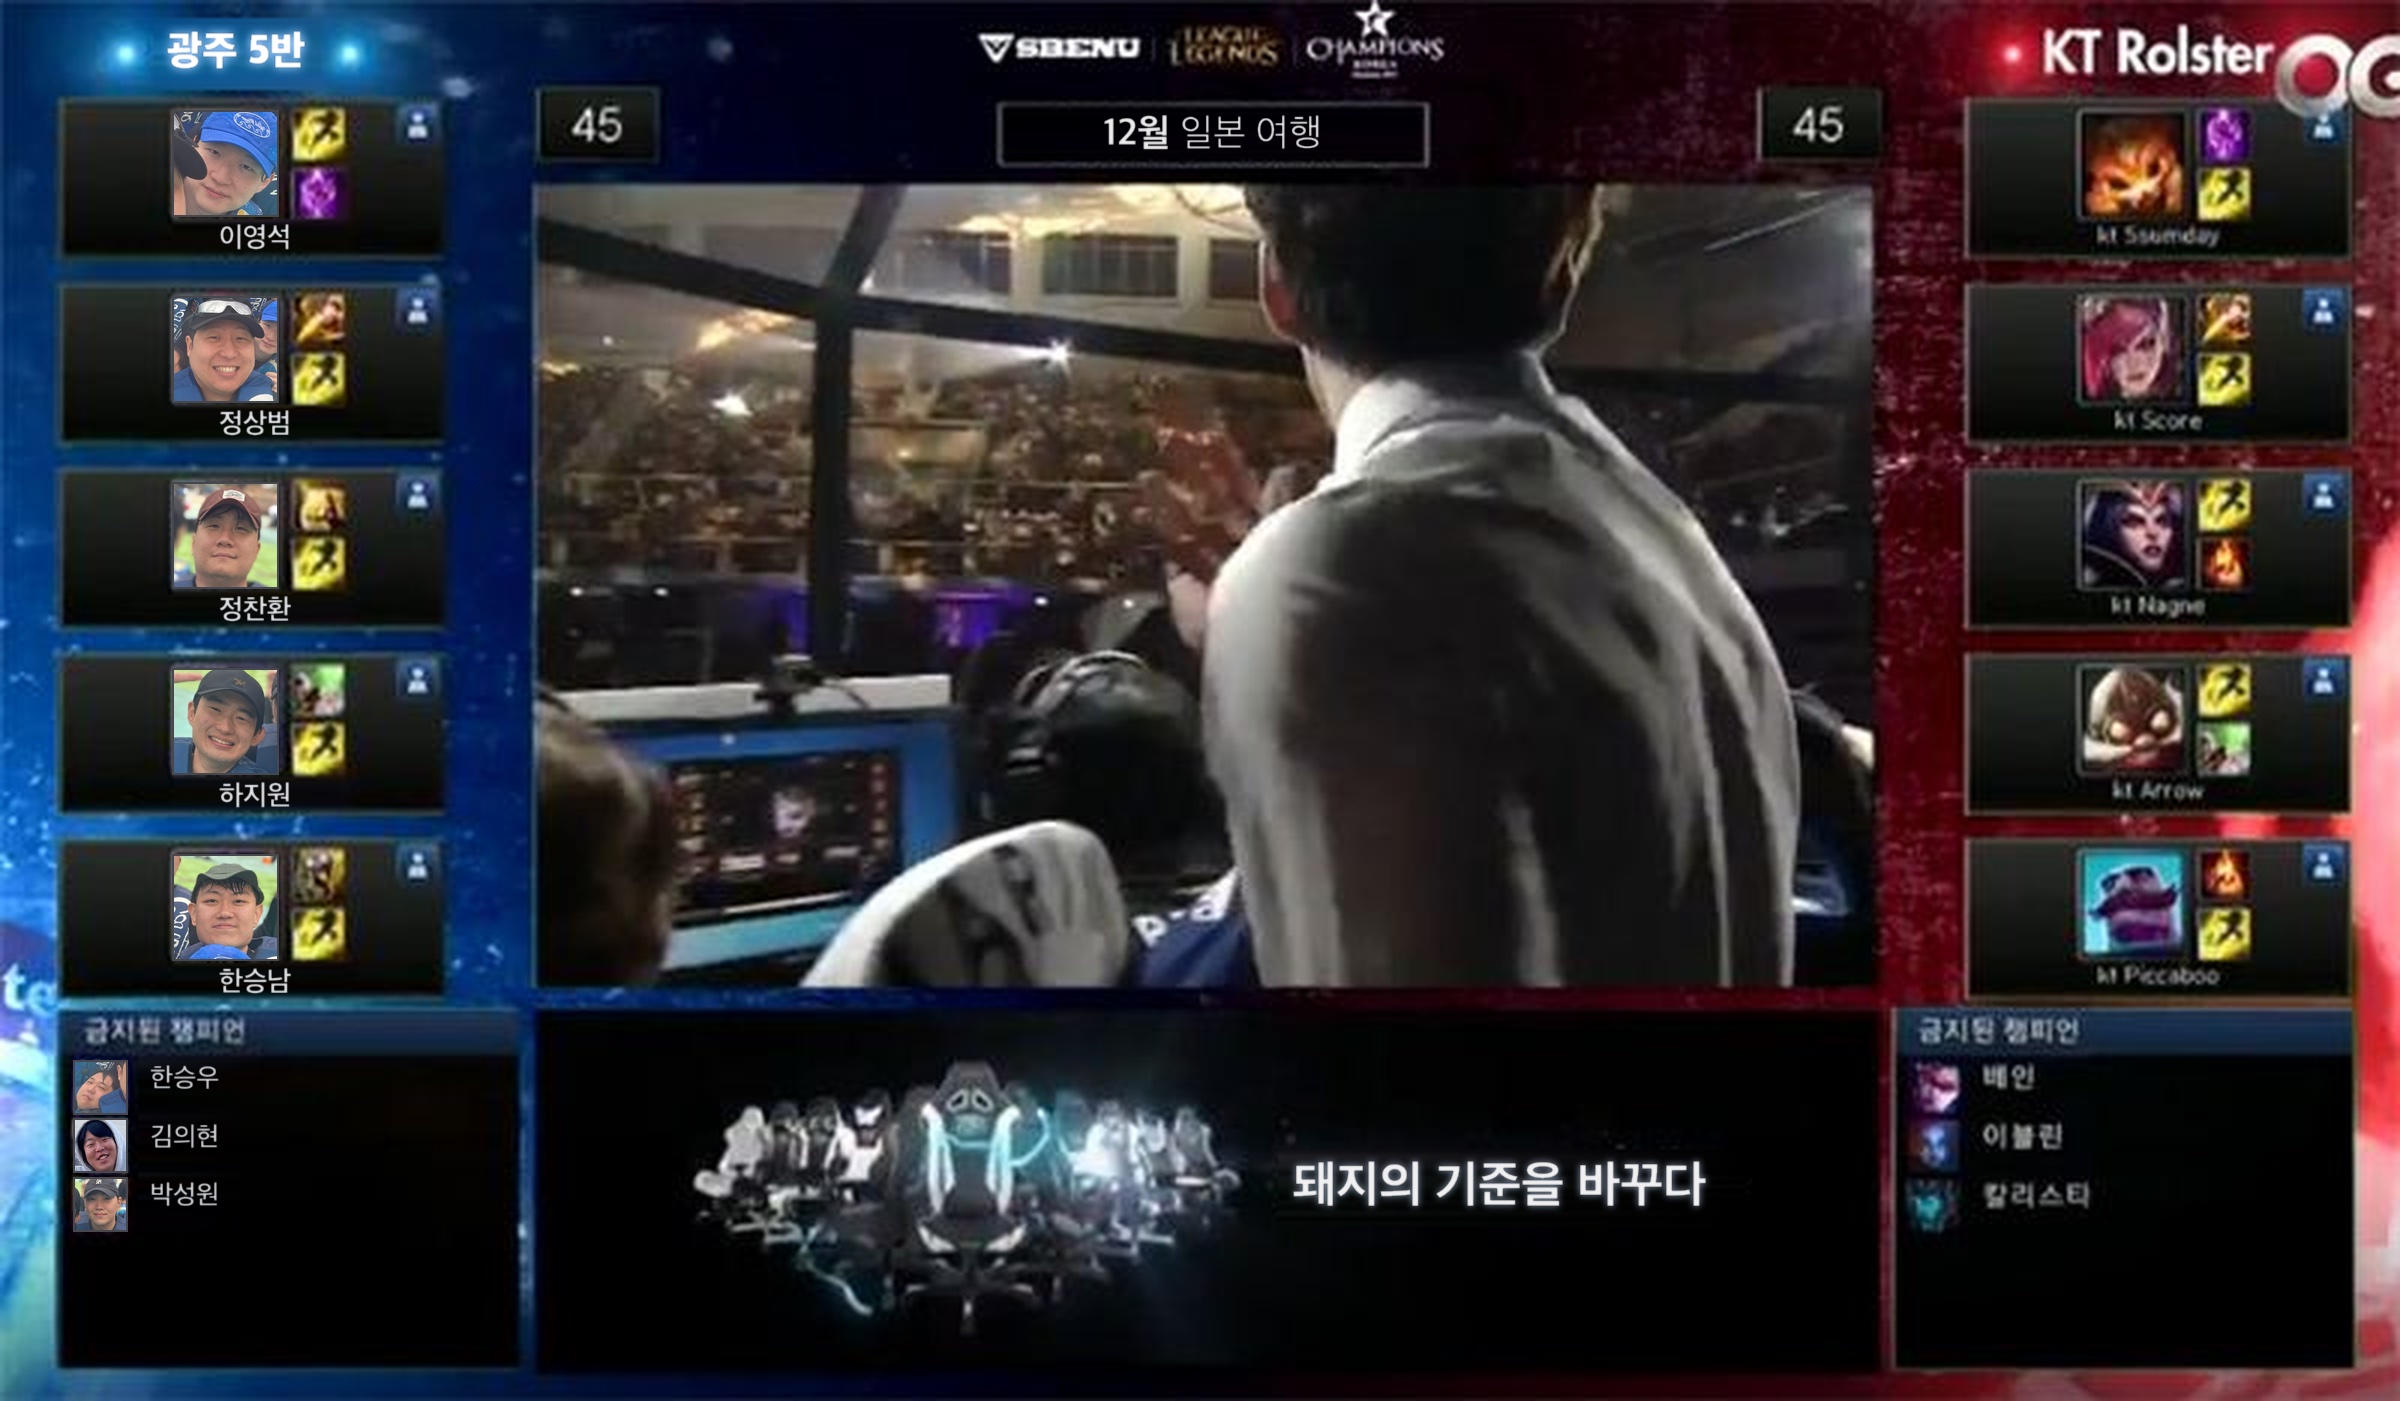 광주 5반
SBENU
LEAGUE OF LEGENDS
CHAMPIONS
KOREA
KT Rolster
OG
45
12월 일본 여행
45
이영석
정상범
정찬환
하지원
한승남
kt Ssumday
kt Score
kt Nagne
kt Arrow
kt Piccaboo
te
금지된 챔피언
한승우
김의현
박성원
돼지의 기준을 바꾸다
금지된 챔피언
베인
이블린
칼리스타